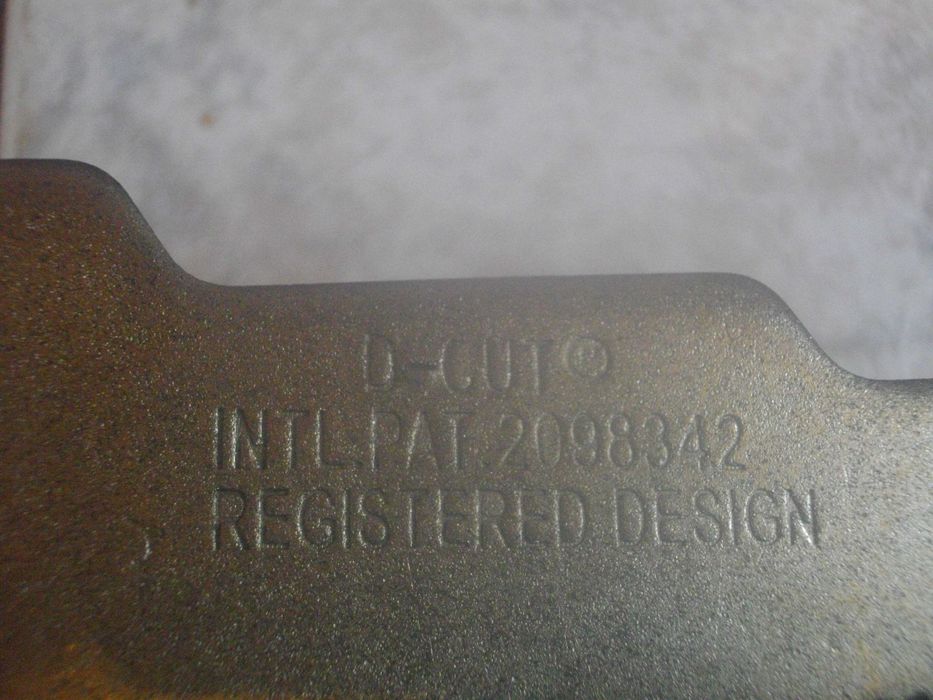 D-CUT®
INTL.PAT.2098342
REGISTERED DESIGN